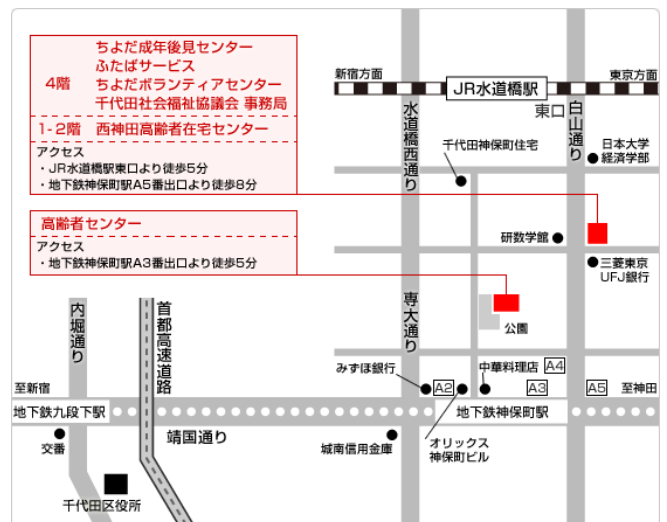 4階
ちよだ成年後見センター
ふたばサービス
ちよだボランティアセンター
千代田社会福祉協議会 事務局
1-2階 西神田高齢者在宅センター
アクセス
・JR水道橋駅東口より徒歩5分
・地下鉄神保町駅A5番出口より徒歩8分
高齢者センター
アクセス
・地下鉄神保町駅A3番出口より徒歩5分
新宿方面
JR水道橋駅
東京方面
東口
水道橋西通り
白山通り
千代田神保町住宅
日本大学
経済学部
研数学館
三菱東京
UFJ銀行
内堀通り
首都高速道路
専大通り
公園
みずほ銀行
中華料理店
A4
A2
A3
A5
至新宿
至神田
地下鉄九段下駅
地下鉄神保町駅
交番
靖国通り
城南信用金庫
オリックス
神保町ビル
千代田区役所